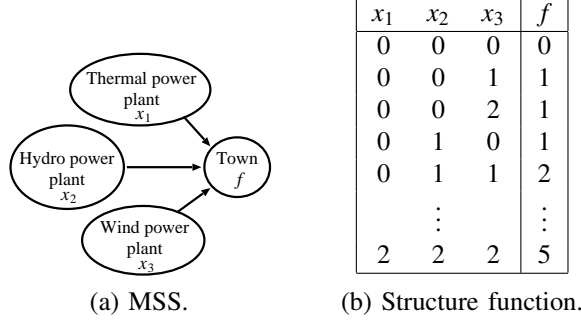 Thermal power
plant
x₁
Hydro power
plant
x₂
Wind power
plant
x₃
Town
f
(a) MSS.
x₁ x₂ x₃ f
0 0 0 0
0 0 1 1
0 0 2 1
0 1 0 1
0 1 1 2
⋮ ⋮
2 2 2 5
(b) Structure function.